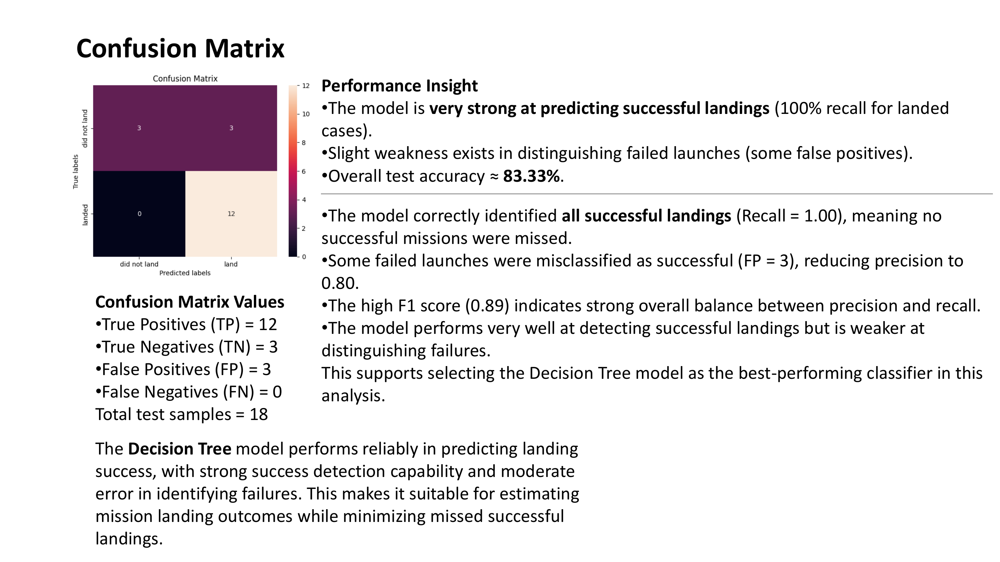 Confusion Matrix
Confusion Matrix
did not land
landed
True labels
3
3
0
12
did not land
land
Predicted labels
12
10
8
6
4
2
0
Confusion Matrix Values
•True Positives (TP) = 12
•True Negatives (TN) = 3
•False Positives (FP) = 3
•False Negatives (FN) = 0
Total test samples = 18
Performance Insight
•The model is very strong at predicting successful landings (100% recall for landed
cases).
•Slight weakness exists in distinguishing failed launches (some false positives).
•Overall test accuracy ≈ 83.33%.
•The model correctly identified all successful landings (Recall = 1.00), meaning no
successful missions were missed.
•Some failed launches were misclassified as successful (FP = 3), reducing precision to
0.80.
•The high F1 score (0.89) indicates strong overall balance between precision and recall.
•The model performs very well at detecting successful landings but is weaker at
distinguishing failures.
This supports selecting the Decision Tree model as the best-performing classifier in this
analysis.
The Decision Tree model performs reliably in predicting landing
success, with strong success detection capability and moderate
error in identifying failures. This makes it suitable for estimating
mission landing outcomes while minimizing missed successful
landings.